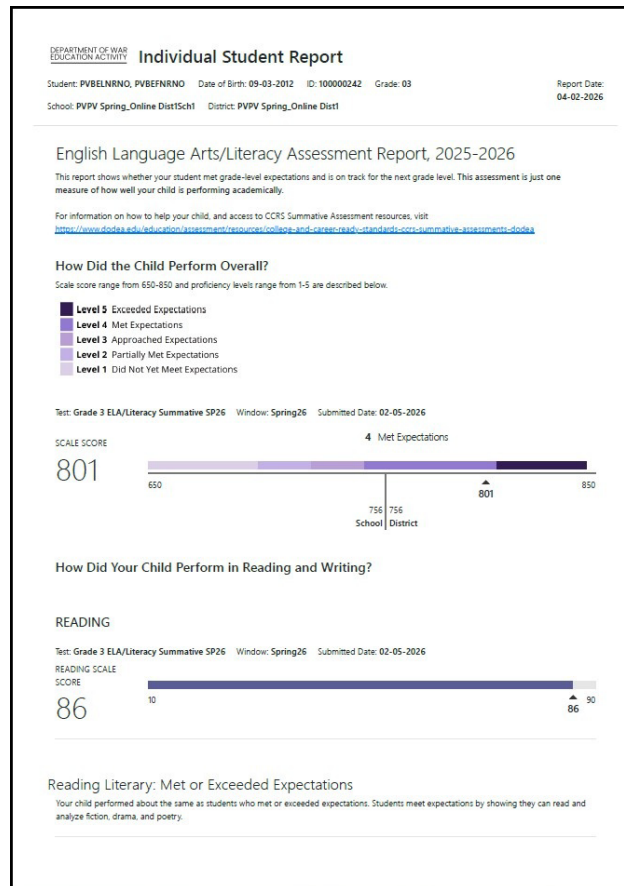 DEPARTMENT OF WAR
EDUCATION ACTIVITY
Individual Student Report
Student: PVBELNRNO, PVBEFNRNO Date of Birth: 09-03-2012 ID: 100000242 Grade: 03
Report Date:
04-02-2026
School: PVPV Spring_Online Dist1Sch1 District: PVPV Spring_Online Dist1
English Language Arts/Literacy Assessment Report, 2025-2026
This report shows whether your student met grade-level expectations and is on track for the next grade level. This assessment is just one
measure of how well your child is performing academically.
For information on how to help your child, and access to CCRS Summative Assessment resources, visit
https://www.dodea.edu/education/assessment/resources/college-and-career-ready-standards-ccrs-summative-assessments-dodea
How Did the Child Perform Overall?
Scale score range from 650-850 and proficiency levels range from 1-5 are described below.
Level 5 Exceeded Expectations
Level 4 Met Expectations
Level 3 Approached Expectations
Level 2 Partially Met Expectations
Level 1 Did Not Yet Meet Expectations
Test: Grade 3 ELA/Literacy Summative SP26 Window: Spring26 Submitted Date: 02-05-2026
SCALE SCORE
801
4 Met Expectations
650
801
850
756 756
School District
How Did Your Child Perform in Reading and Writing?
READING
Test: Grade 3 ELA/Literacy Summative SP26 Window: Spring26 Submitted Date: 02-05-2026
READING SCALE
SCORE
86
10
86
90
Reading Literary: Met or Exceeded Expectations
Your child performed about the same as students who met or exceeded expectations. Students meet expectations by showing they can read and
analyze fiction, drama, and poetry.